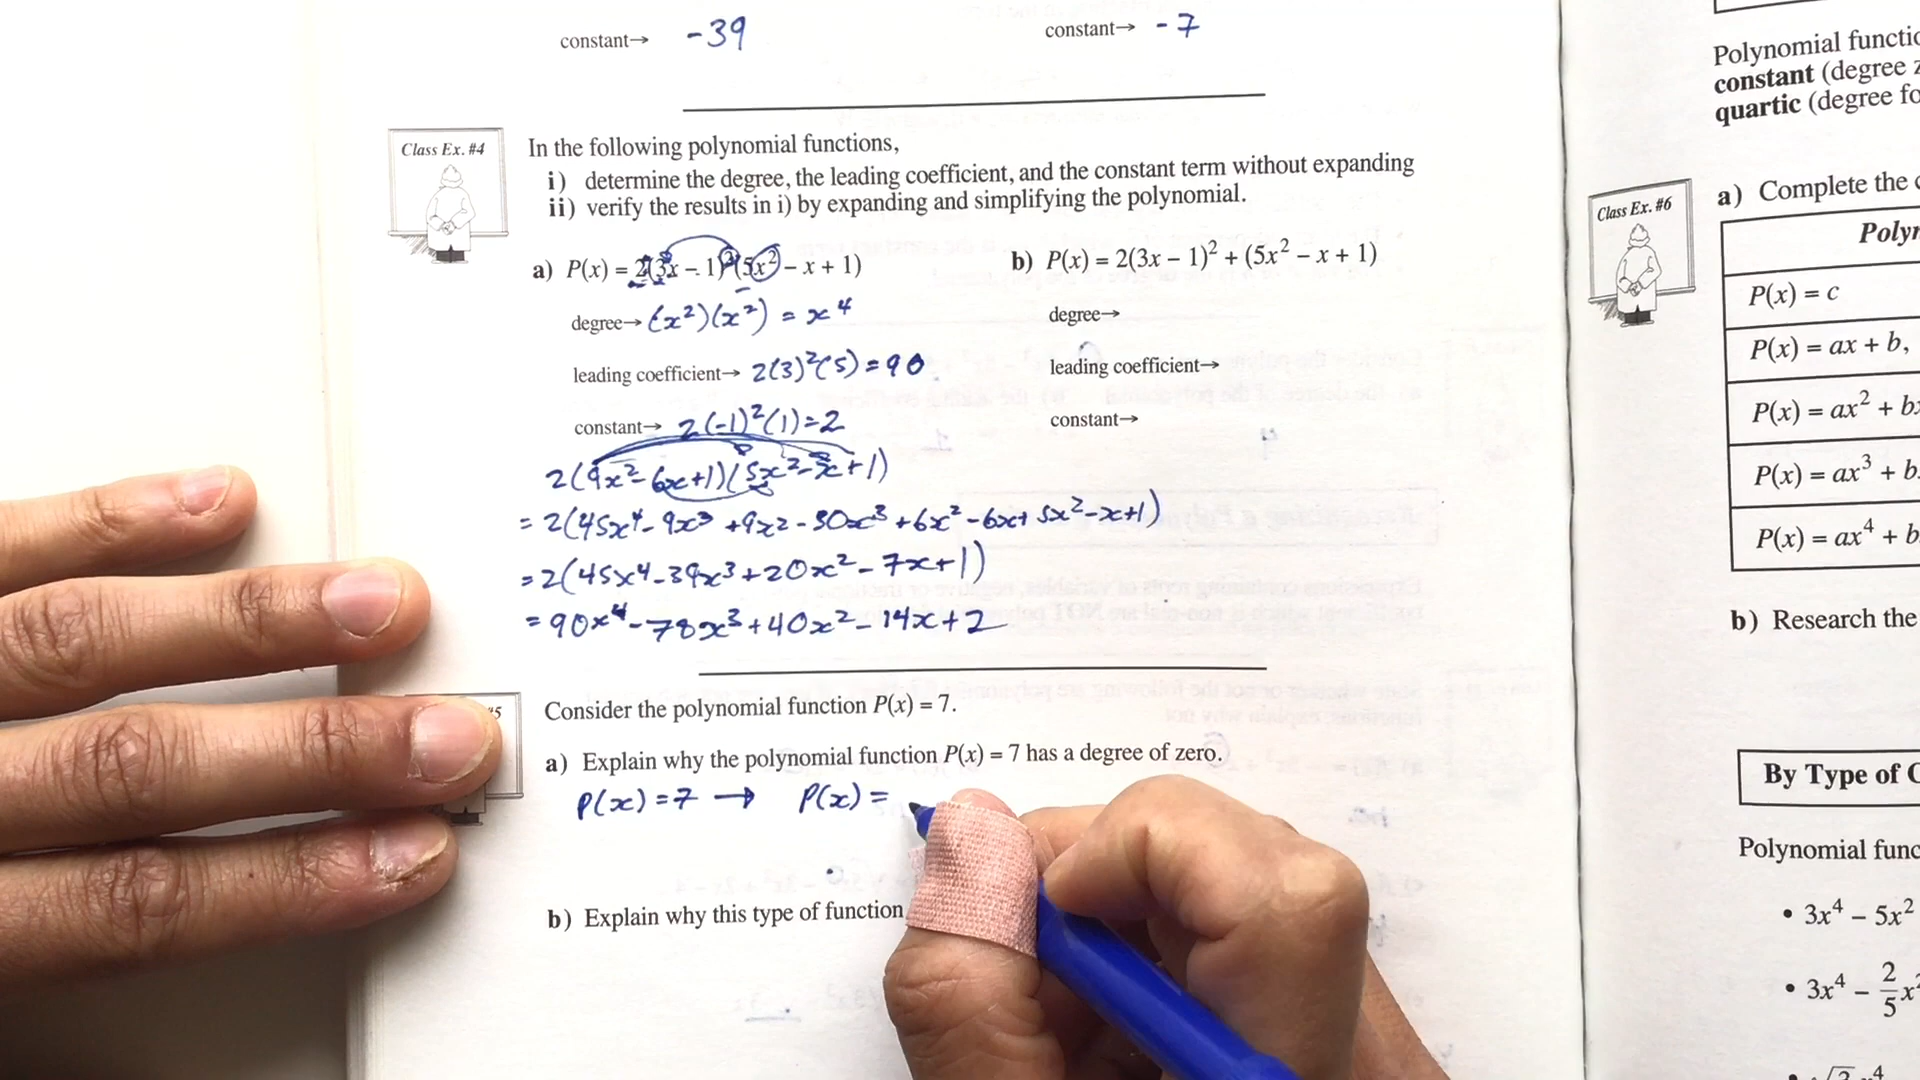 constant→ -39
constant→ -7
Class Ex. #4
In the following polynomial functions,
i) determine the degree, the leading coefficient, and the constant term without expanding
ii) verify the results in i) by expanding and simplifying the polynomial.
a) P(x) = 2(3x – 1)²(5x² – x + 1)
degree→ (x²)(x²) = x⁴
leading coefficient→ 2(3)²(5) = 90
constant→ 2(-1)²(1) = 2
2(9x² - 6x + 1)(5x² - x + 1)
= 2(45x⁴ - 9x³ + 9x2 - 30x³ + 6x² - 6x + 5x² - x + 1)
= 2(45x⁴ - 39x³ + 20x² - 7x + 1)
= 90x⁴ - 78x³ + 40x² - 14x + 2
b) P(x) = 2(3x – 1)² + (5x² – x + 1)
degree→
leading coefficient→
constant→
#5
Consider the polynomial function P(x) = 7.
a) Explain why the polynomial function P(x) = 7 has a degree of zero.
P(x) = 7 → P(x) =
b) Explain why this type of function
Polynomial functio
constant (degree z
quartic (degree fo
Class Ex. #6
a) Complete the c
Polyn
P(x) = c
P(x) = ax + b,
P(x) = ax² + bx
P(x) = ax³ + b
P(x) = ax⁴ + b
b) Research the
By Type of C
Polynomial func
• 3x⁴ – 5x²
• 3x⁴ – 2/5 x²